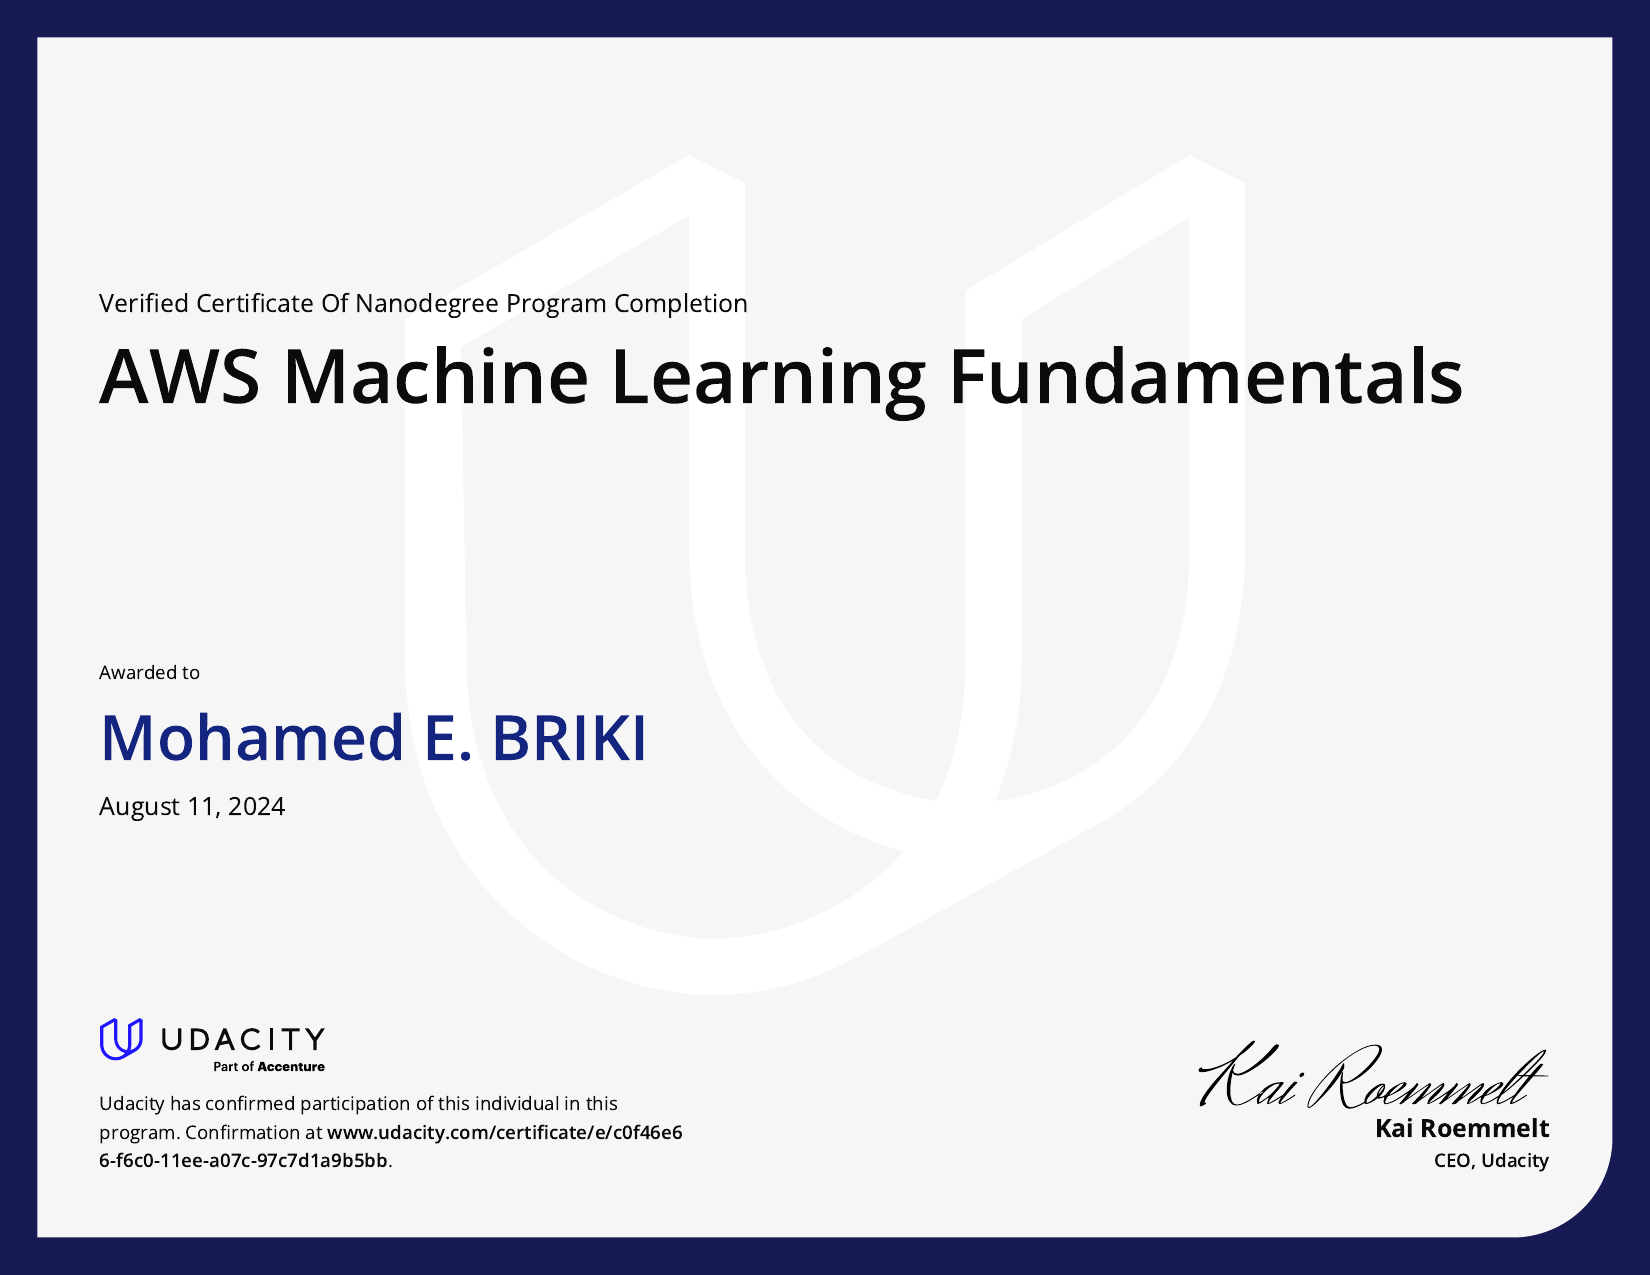 Verified Certificate Of Nanodegree Program Completion
AWS Machine Learning Fundamentals
Awarded to
Mohamed E. BRIKI
August 11, 2024
UDACITY
Part of Accenture
Udacity has confirmed participation of this individual in this
program. Confirmation at www.udacity.com/certificate/e/c0f46e6
6-f6c0-11ee-a07c-97c7d1a9b5bb.
Kai Roemmelt
Kai Roemmelt
CEO, Udacity